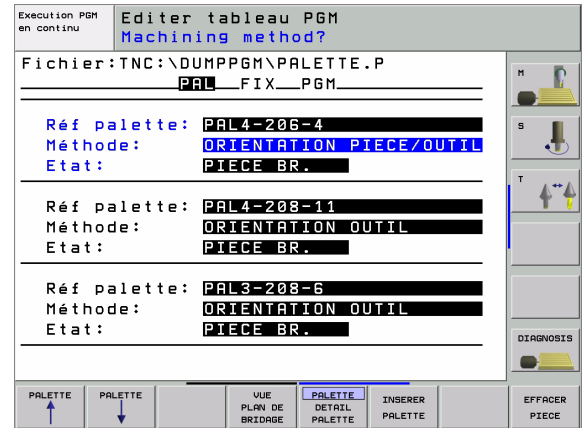 Execution PGM
en continu
Editer tableau PGM
Machining method?
Fichier:TNC:\DUMPPGM\PALETTE.P
PAL__FIX__PGM
Réf palette: PAL4-206-4
Méthode: ORIENTATION PIECE/OUTIL
Etat: PIECE BR.
Réf palette: PAL4-208-11
Méthode: ORIENTATION OUTIL
Etat: PIECE BR.
Réf palette: PAL3-208-6
Méthode: ORIENTATION OUTIL
Etat: PIECE BR.
M
S
T
DIAGNOSIS
PALETTE
PALETTE
VUE
PLAN DE
BRIDAGE
PALETTE
DETAIL
PALETTE
INSERER
PALETTE
EFFACER
PIECE